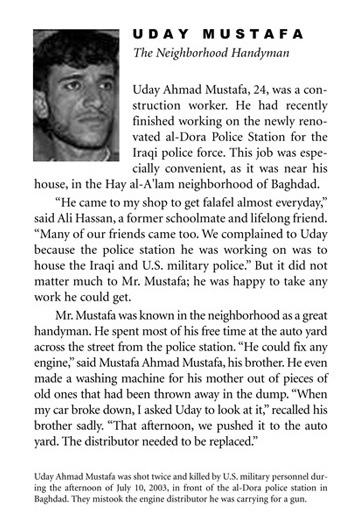 UDAY MUSTAFA
The Neighborhood Handyman
Uday Ahmad Mustafa, 24, was a con-
struction worker. He had recently
finished working on the newly reno-
vated al-Dora Police Station for the
Iraqi police force. This job was espe-
cially convenient, as it was near his
house, in the Hay al-A'lam neighborhood of Baghdad.
“He came to my shop to get falafel almost everyday,”
said Ali Hassan, a former schoolmate and lifelong friend.
“Many of our friends came too. We complained to Uday
because the police station he was working on was to
house the Iraqi and U.S. military police.” But it did not
matter much to Mr. Mustafa; he was happy to take any
work he could get.
Mr. Mustafa was known in the neighborhood as a great
handyman. He spent most of his free time at the auto yard
across the street from the police station. “He could fix any
engine,” said Mustafa Ahmad Mustafa, his brother. He even
made a washing machine for his mother out of pieces of
old ones that had been thrown away in the dump. “When
my car broke down, I asked Uday to look at it,” recalled his
brother sadly. “That afternoon, we pushed it to the auto
yard. The distributor needed to be replaced.”
Uday Ahmad Mustafa was shot twice and killed by U.S. military personnel dur-
ing the afternoon of July 10, 2003, in front of the al-Dora police station in
Baghdad. They mistook the engine distributor he was carrying for a gun.